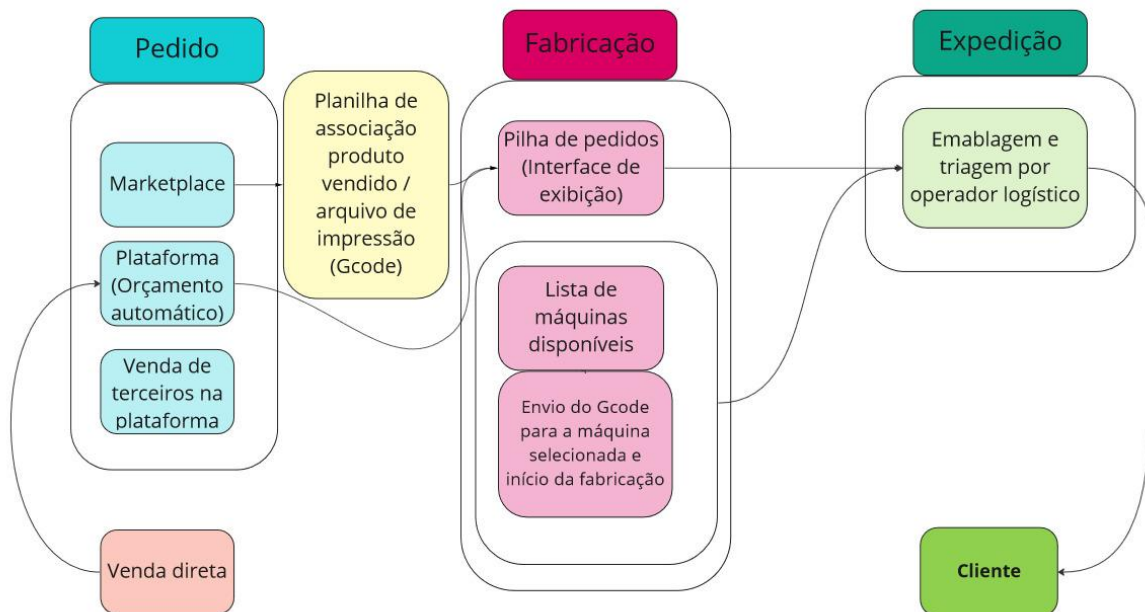 Pedido
Fabricação
Expedição
Marketplace
Plataforma
(Orçamento
automático)
Venda de
terceiros na
plataforma
Venda direta
Planilha de
associação
produto
vendido /
arquivo de
impressão
(Gcode)
Pilha de pedidos
(Interface de
exibição)
Lista de
máquinas
disponíveis
Envio do Gcode
para a máquina
selecionada e
início da fabricação
Emablagem e
triagem por
operador logístico
Cliente